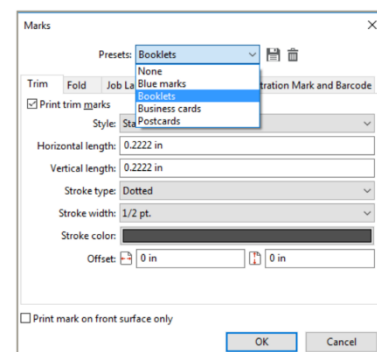 Marks
Presets: Booklets
None
Blue marks
Booklets
Business cards
Postcards
Trim Fold Job La tration Mark and Barcode
Print trim marks
Style: Sta
Horizontal length: 0.2222 in
Vertical length: 0.2222 in
Stroke type: Dotted
Stroke width: 1/2 pt.
Stroke color:
Offset: 0 in 0 in
Print mark on front surface only
OK Cancel